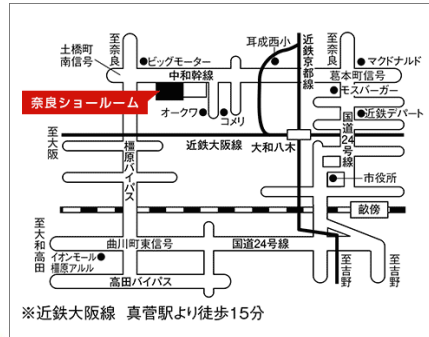 至奈良
土橋町
南信号
ビッグモーター
中和幹線
耳成西小
近鉄京都線
至奈良
マクドナルド
葛本町信号
モスバーガー
奈良ショールーム
オークワ
コメリ
近鉄デパート
国道24号線
至大阪
近鉄大阪線
大和八木
橿原バイパス
市役所
畝傍
至大和高田
曲川町東信号
国道24号線
イオンモール
橿原アルル
高田バイパス
至吉野
至吉野
※近鉄大阪線 真菅駅より徒歩15分